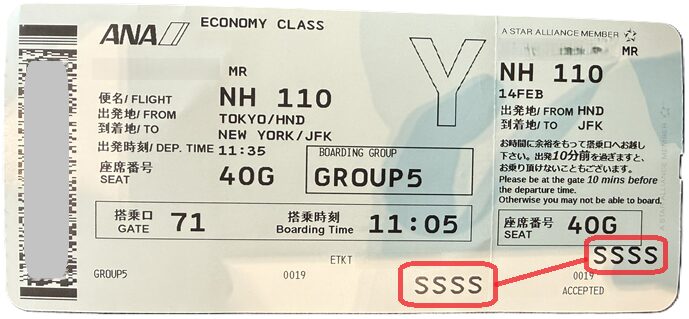 ANA
ECONOMY CLASS
MR
Y
便名/FLIGHT NH 110
出発地/FROM TOKYO/HND
到着地/TO NEW YORK/JFK
出発時刻/DEP. TIME 11:35
座席番号
SEAT 40G
BOARDING GROUP
GROUP5
搭乗口
GATE 71
搭乗時刻
Boarding Time 11:05
ETKT
GROUP5 0019 SSSS
A STAR ALLIANCE MEMBER
MR
NH 110
14FEB
出発地/FROM HND
到着地/TO JFK
お時間に余裕をもって搭乗口へお越し
下さい。出発10分前を過ぎますと、
お乗り頂けないこともございます。
Please be at the gate 10 mins before
the departure time.
Otherwise you may not be able to board.
座席番号
SEAT 40G
SSSS
0019
ACCEPTED
A STAR ALLIANCE MEMBER